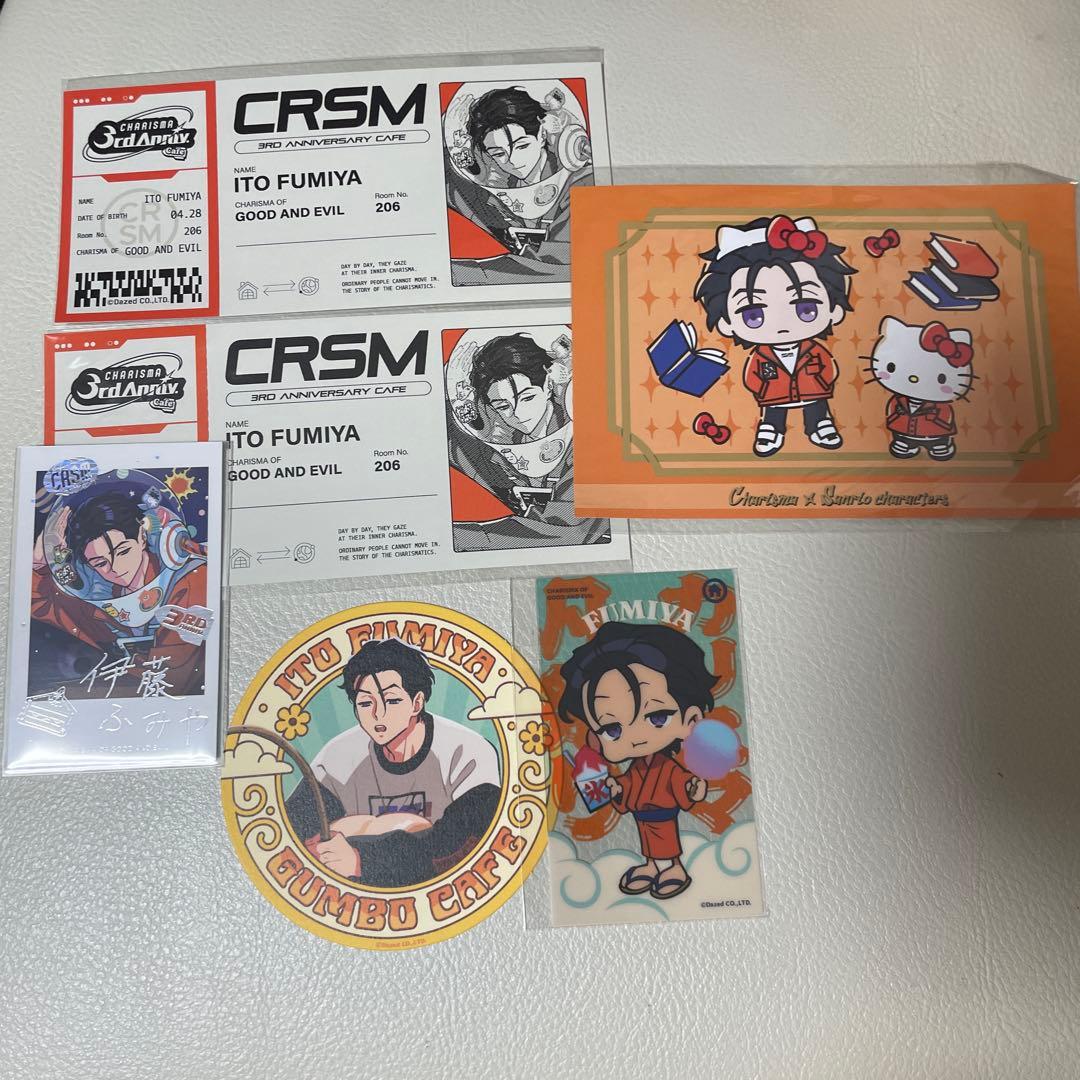 CHARISMA
3rd Anniv.
Cafe
NAME ITO FUMIYA
DATE OF BIRTH 04.28
Room No. 206
CHARISMA OF GOOD AND EVIL
CRSM
©Dazed CO.,LTD.
CRSM
3RD ANNIVERSARY CAFE
NAME
ITO FUMIYA
CHARISMA OF
GOOD AND EVIL
Room No.
206
DAY BY DAY, THEY GAZE
AT THEIR INNER CHARISMA.
ORDINARY PEOPLE CANNOT MOVE IN.
THE STORY OF THE CHARISMATICS.
Charisma × Sanrio characters
CHARISMA
3rd Anniv.
Cafe
CRSM
3RD ANNIVERSARY CAFE
NAME
ITO FUMIYA
CHARISMA OF
GOOD AND EVIL
Room No.
206
DAY BY DAY, THEY GAZE
AT THEIR INNER CHARISMA.
ORDINARY PEOPLE CANNOT MOVE IN.
THE STORY OF THE CHARISMATICS.
CRSM
3RD
伊藤
ふみや
ITO FUMIYA
GUMBO CAFE
©Dazed CO.,LTD.
CHARISMA OF
GOOD AND EVIL
FUMIYA
氷
©Dazed CO.,LTD.